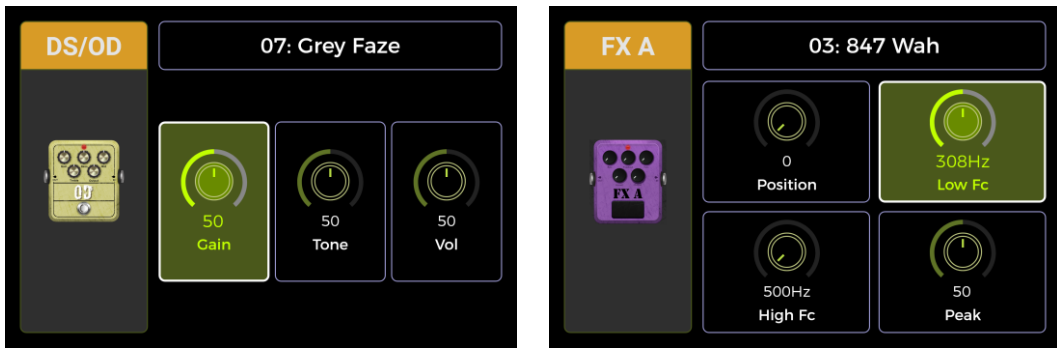 DS/OD
07: Grey Faze
50
Gain
50
Tone
50
Vol
FX A
03: 847 Wah
0
Position
308Hz
Low Fc
FX A
500Hz
High Fc
50
Peak